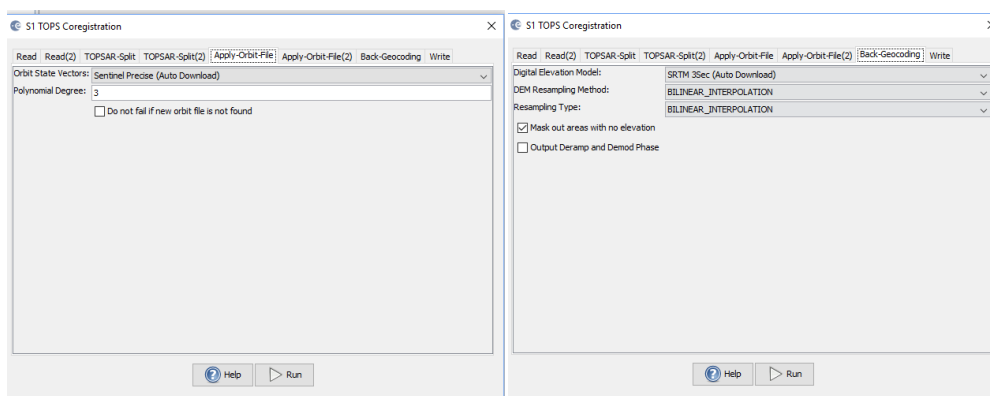 S1 TOPS Coregistration
Read Read(2) TOPSAR-Split TOPSAR-Split(2) Apply-Orbit-File Apply-Orbit-File(2) Back-Geocoding Write
Orbit State Vectors: Sentinel Precise (Auto Download)
Polynomial Degree: 3
Do not fail if new orbit file is not found
Help Run
S1 TOPS Coregistration
Read Read(2) TOPSAR-Split TOPSAR-Split(2) Apply-Orbit-File Apply-Orbit-File(2) Back-Geocoding Write
Digital Elevation Model: SRTM 3Sec (Auto Download)
DEM Resampling Method: BILINEAR_INTERPOLATION
Resampling Type: BILINEAR_INTERPOLATION
Mask out areas with no elevation
Output Deramp and Demod Phase
Help Run